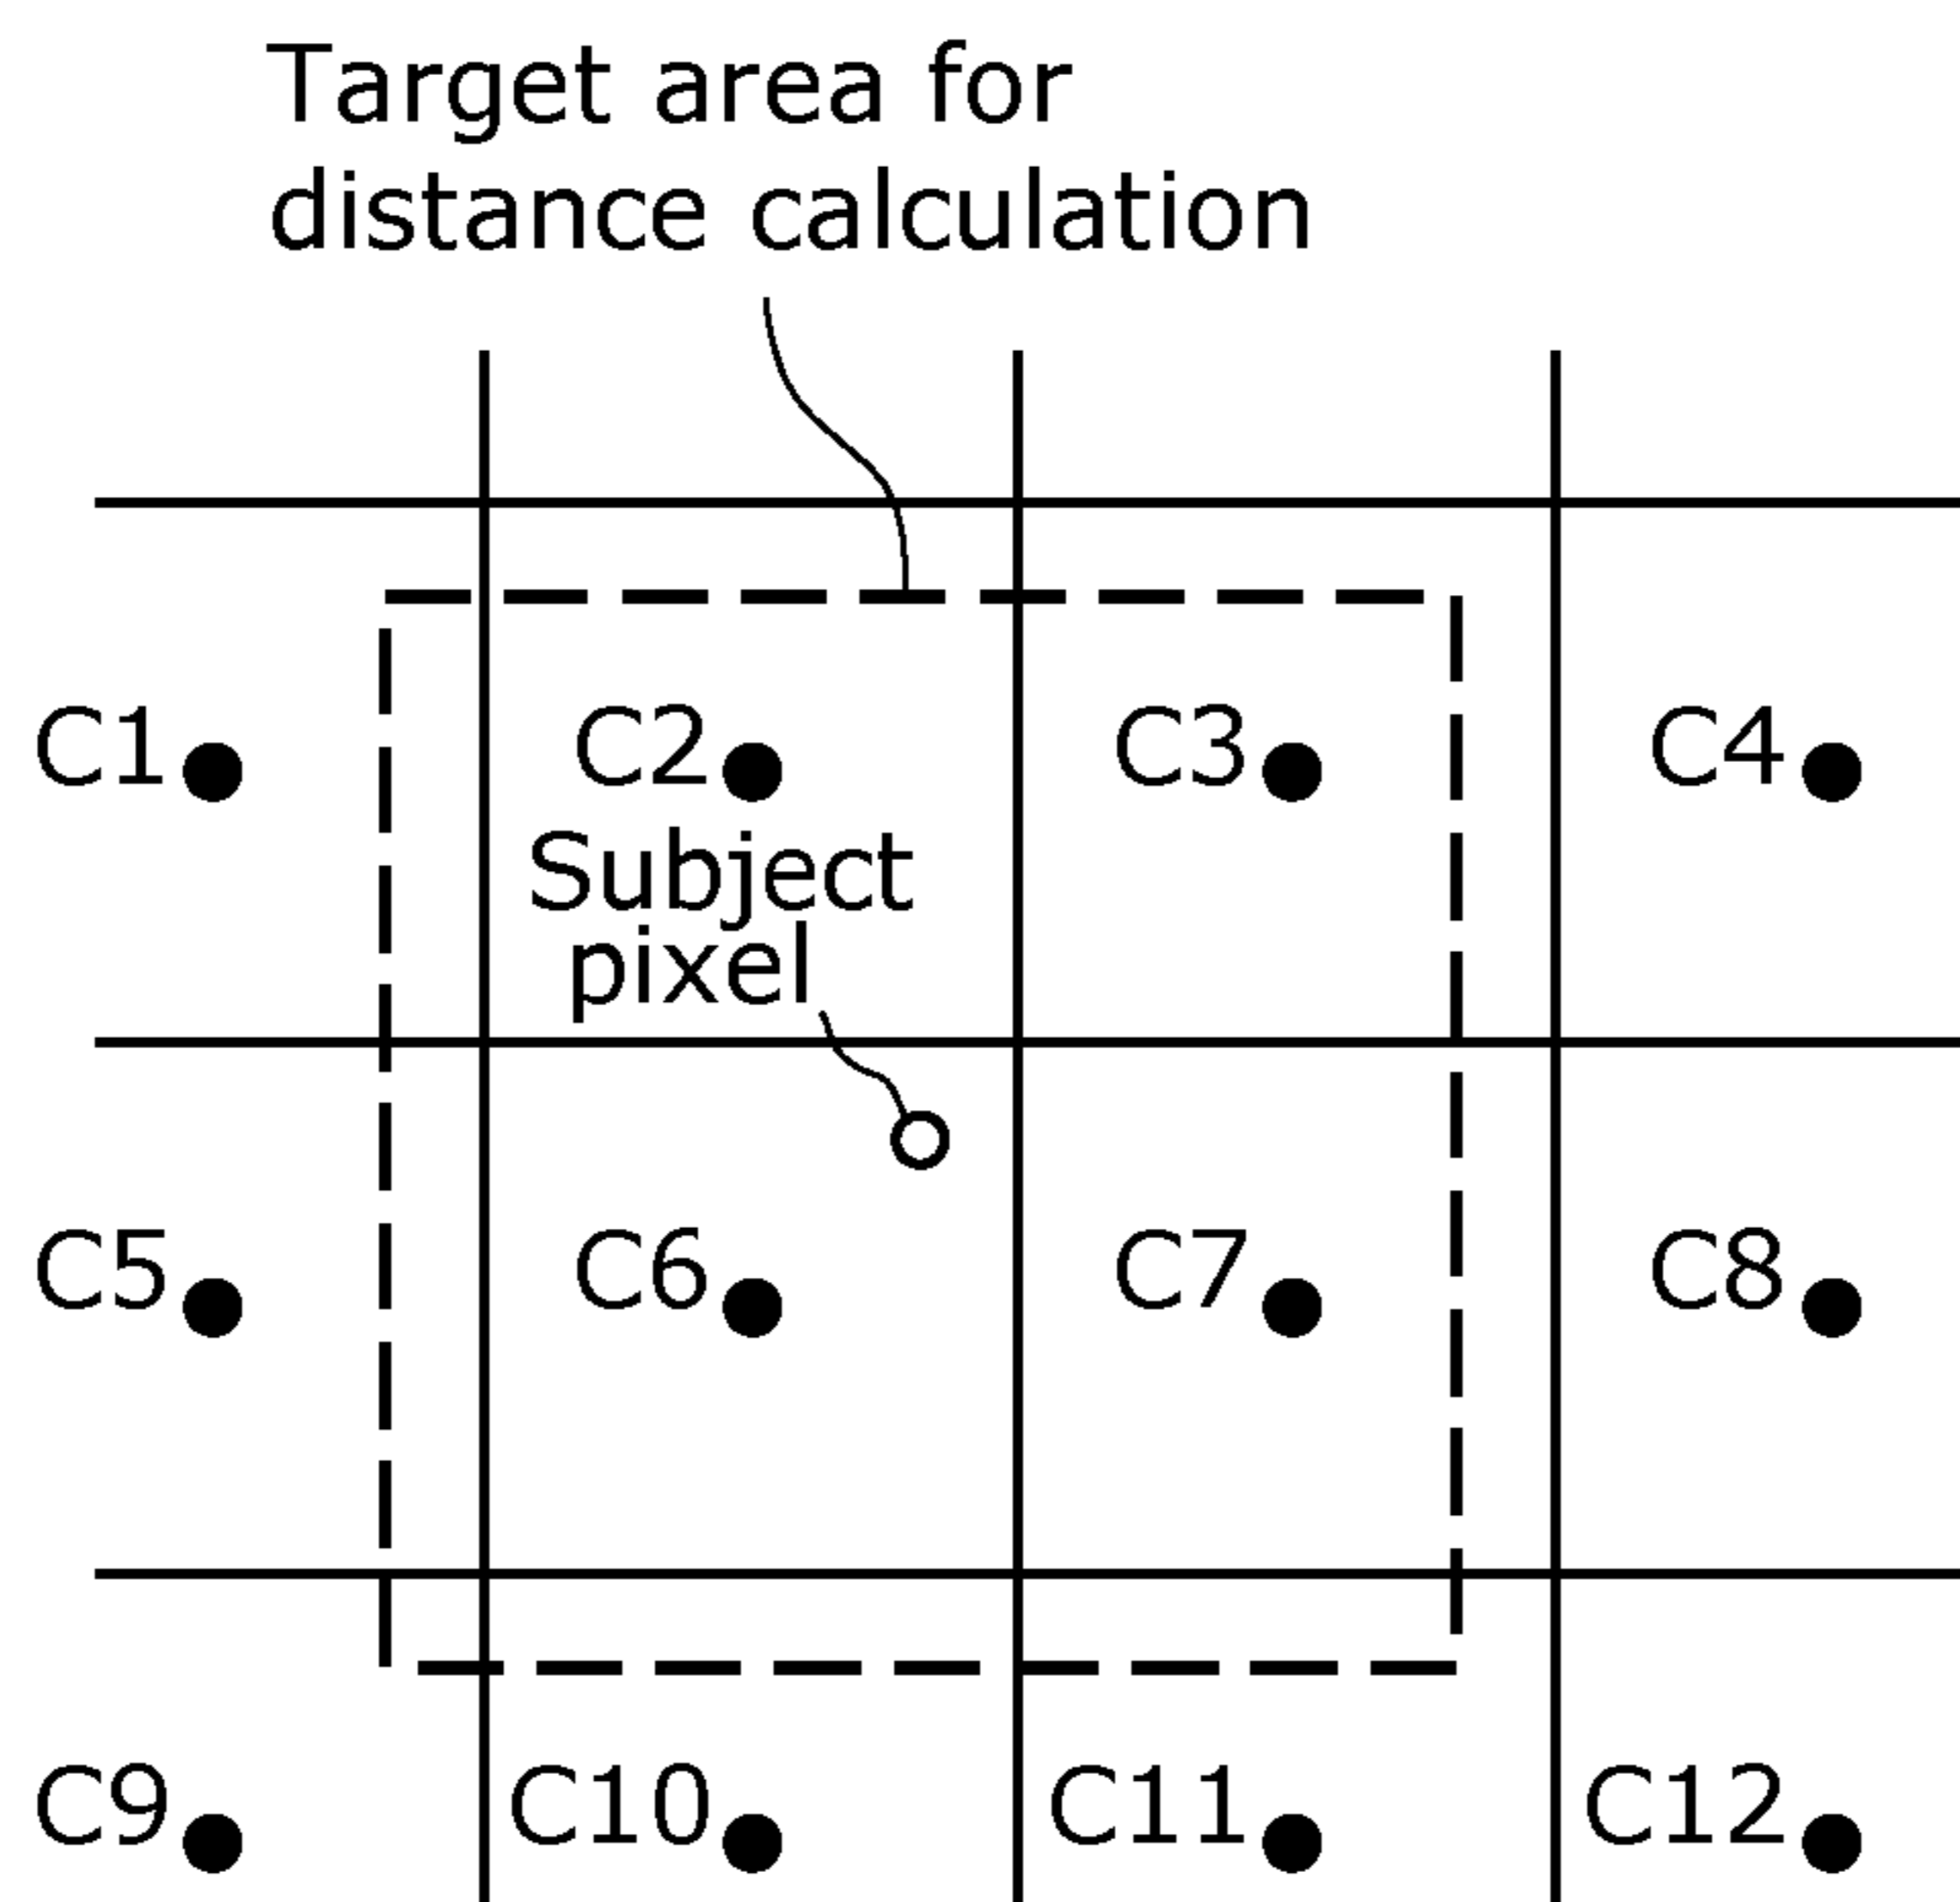 Target area for
distance calculation
C1
C2
C3
C4
Subject
pixel
C5
C6
C7
C8
C9
C10
C11
C12